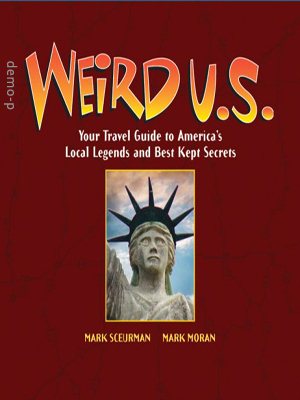 demo-p
WEiRD U.S.
Your Travel Guide to America's
Local Legends and Best Kept Secrets
MARK SCEURMAN MARK MORAN